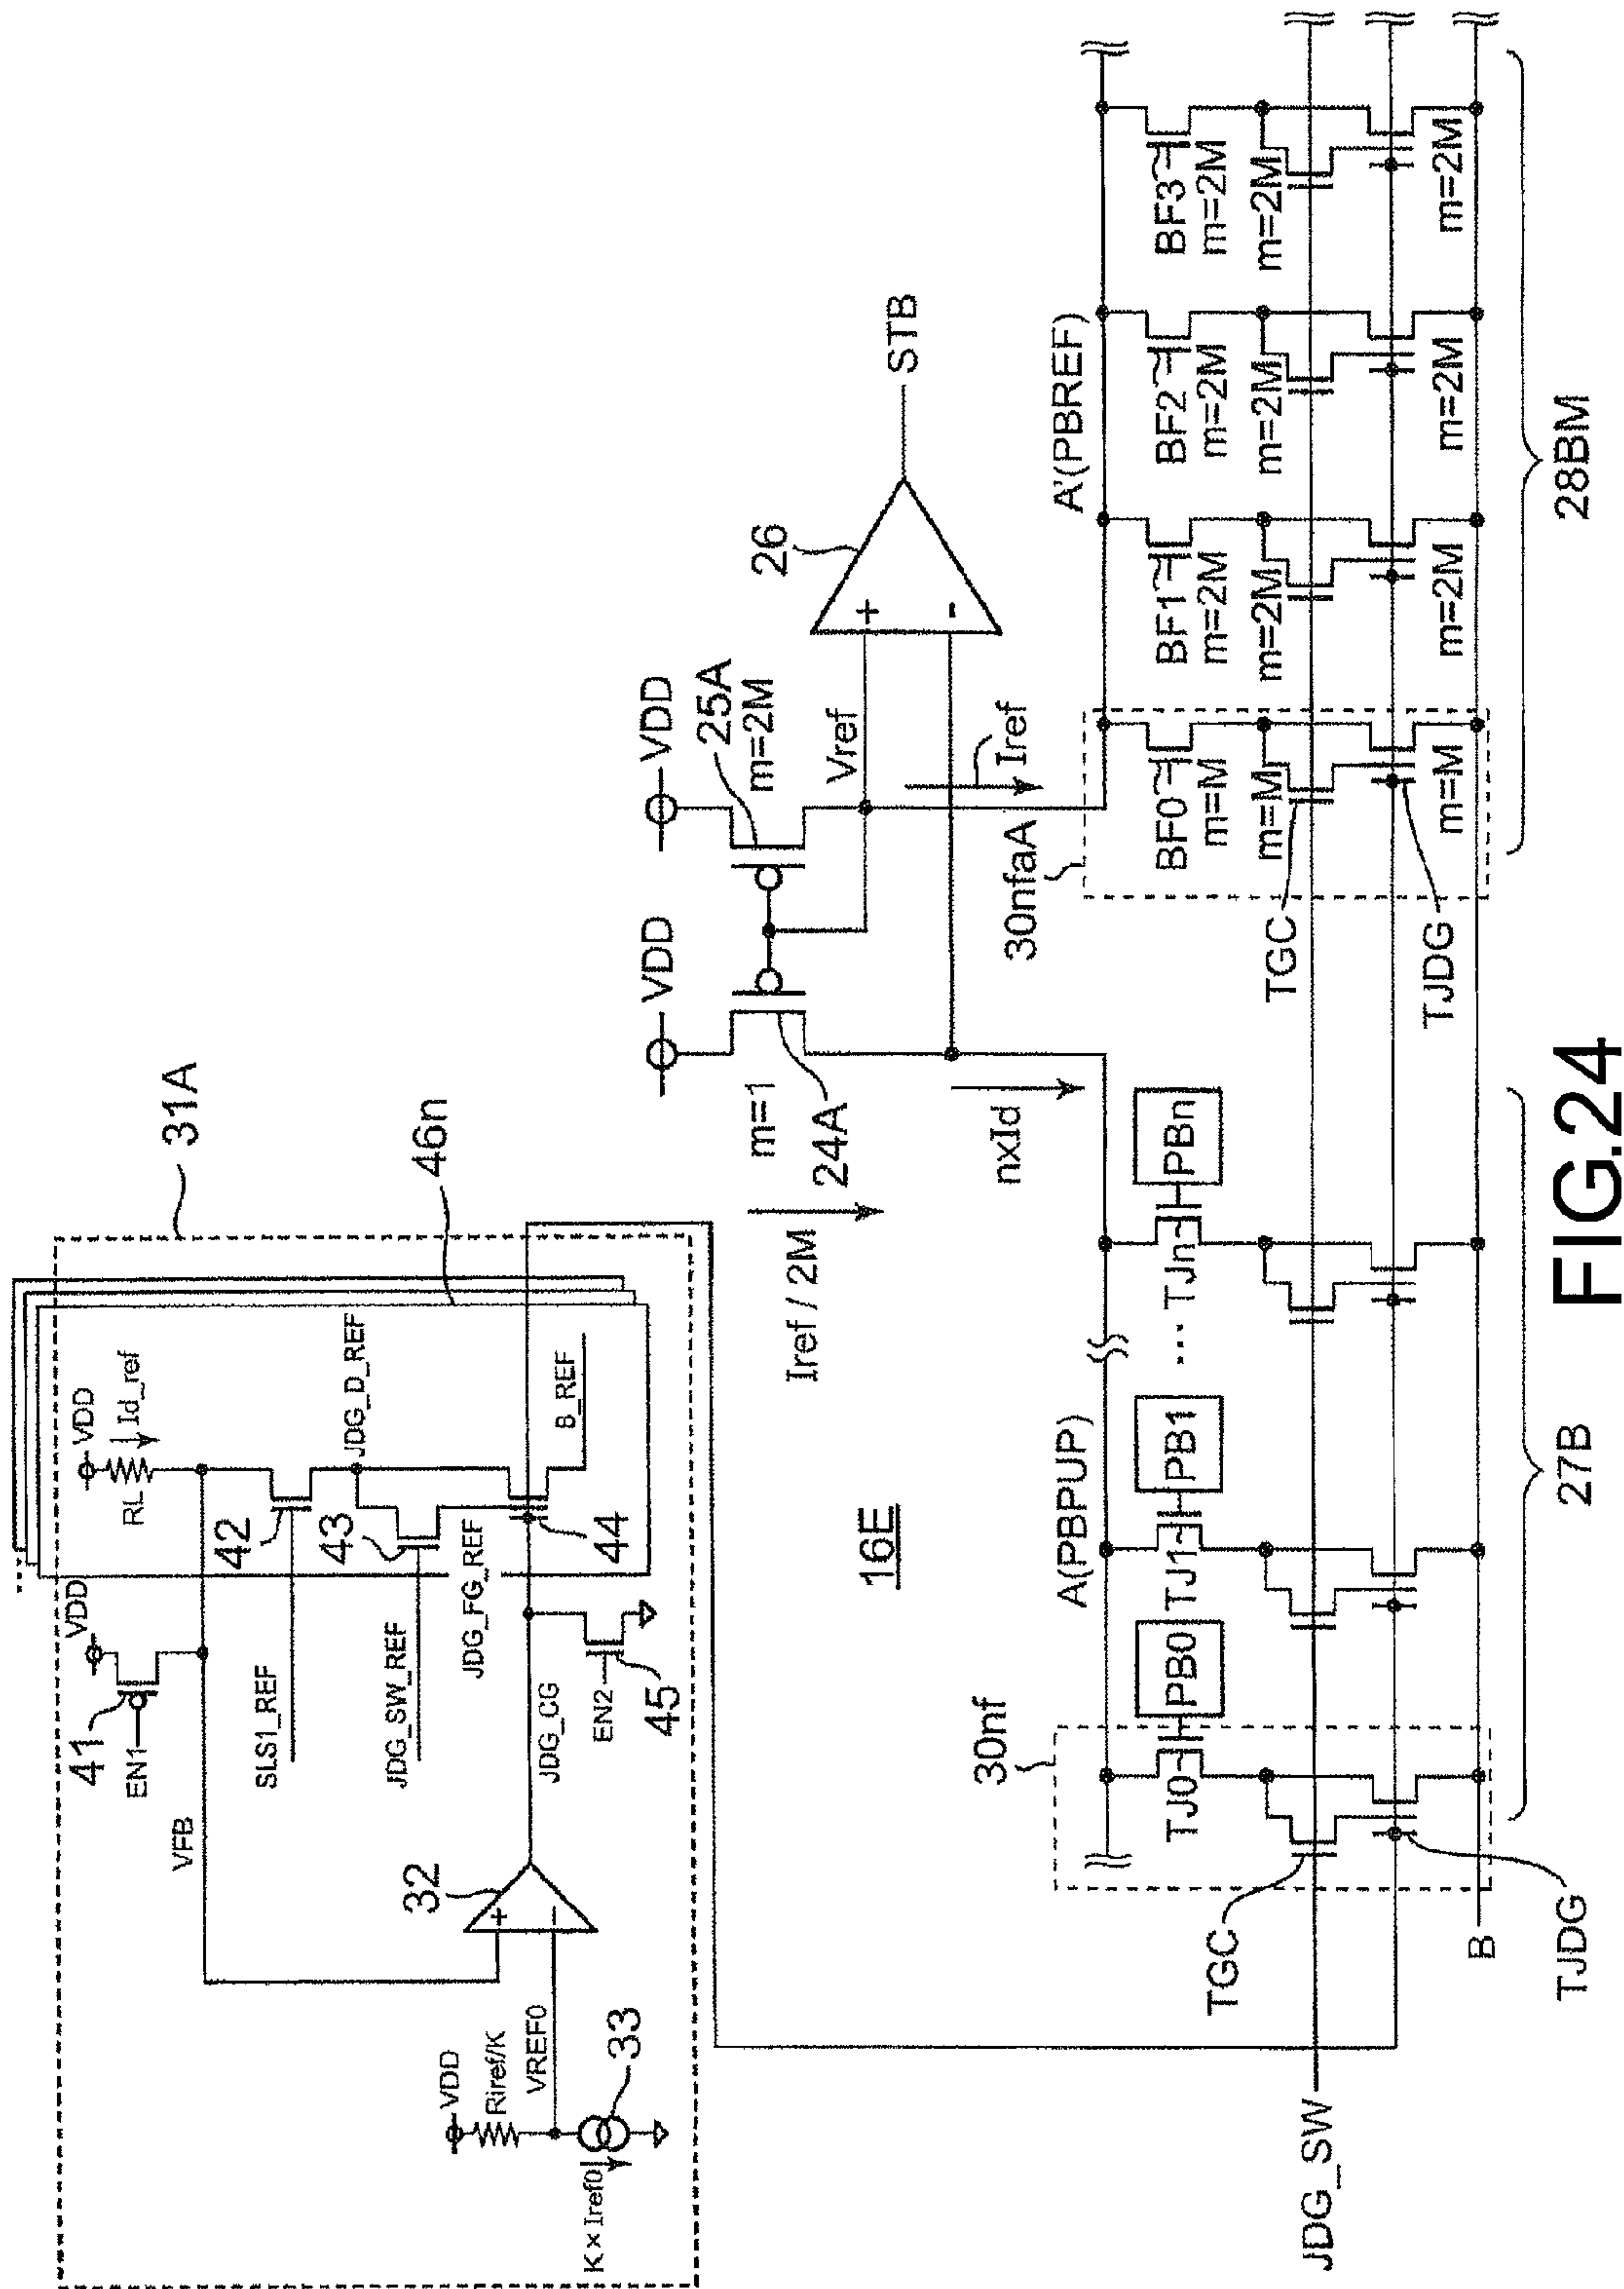 31A
46n
VDD
Id_ref
RL
VDD
41
EN1
VFB
42
SLS1_REF
JDG_D_REF
43
JDG_SW_REF
JDG_FG_REF
44
B_REF
32
+
-
JDG_CG
EN2
45
VDD
Riref/K
VREF0
K×Iref0
33
VDD
VDD
m=1
24A
25A
m=2M
Iref / 2M
Vref
26
+
-
STB
nxId
Iref
16E
A(PBPUP)
A'(PBREF)
30nf
TJ0
PB0
TJ1
PB1
...
TJn
PBn
30nfaA
BF0
m=M
BF1
m=2M
BF2
m=2M
BF3
m=2M
m=M
m=2M
m=2M
m=2M
TGC
TGC
JDG_SW
m=M
m=2M
m=2M
m=2M
B
TJDG
TJDG
27B
28BM
FIG.24